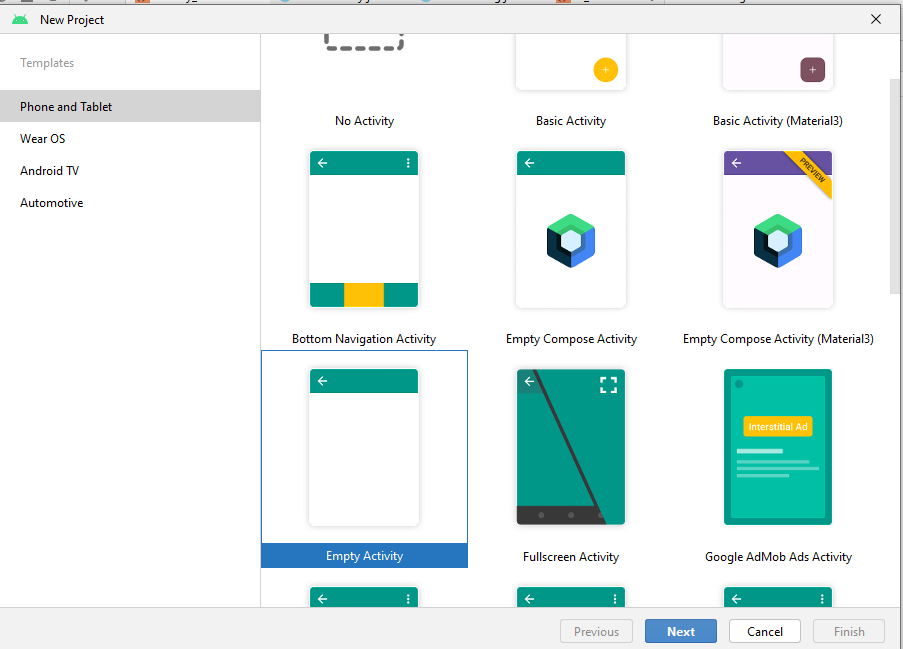 New Project
Templates
Phone and Tablet
Wear OS
Android TV
Automotive
No Activity
Basic Activity
Basic Activity (Material3)
PREVIEW
Bottom Navigation Activity
Empty Compose Activity
Empty Compose Activity (Material3)
Interstitial Ad
Empty Activity
Fullscreen Activity
Google AdMob Ads Activity
Previous
Next
Cancel
Finish